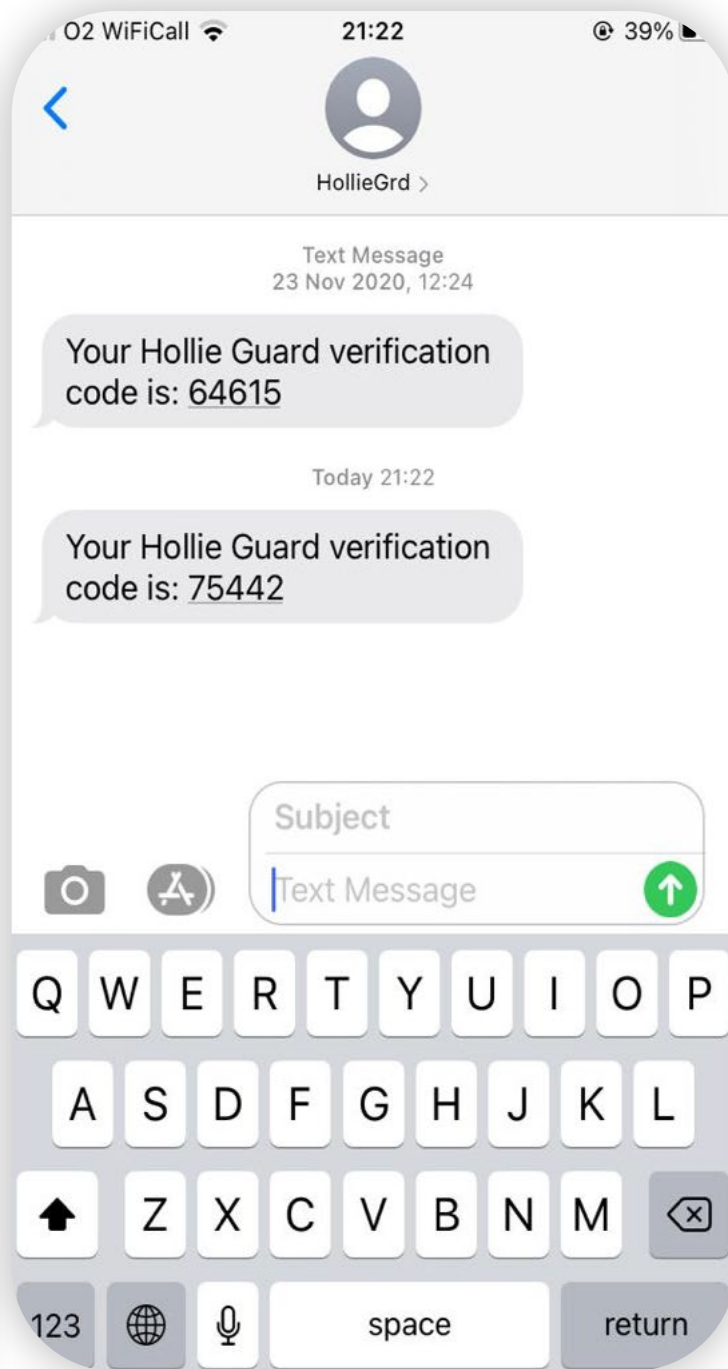 O2 WiFiCall 21:22 39%
HollieGrd
Text Message
23 Nov 2020, 12:24
Your Hollie Guard verification
code is: 64615
Today 21:22
Your Hollie Guard verification
code is: 75442
Subject
Text Message
Q W E R T Y U I O P
A S D F G H J K L
Z X C V B N M
123 space return